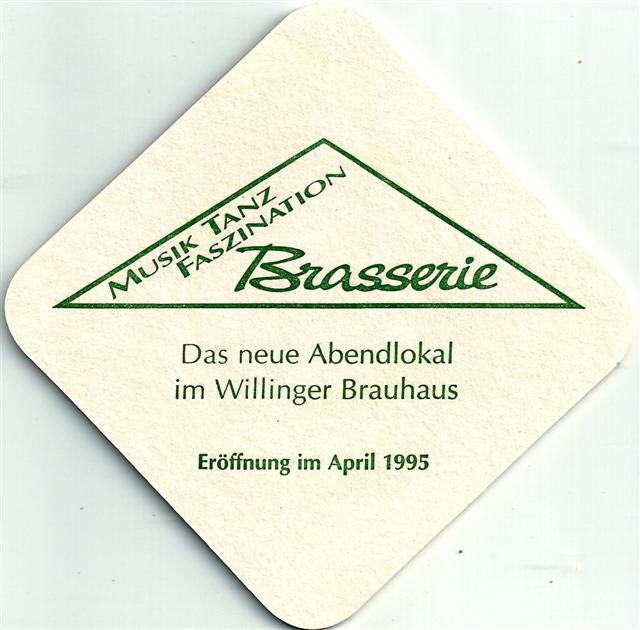 MUSIK TANZ
FASZINATION
Brasserie
Das neue Abendlokal
im Willinger Brauhaus
Eröffnung im April 1995